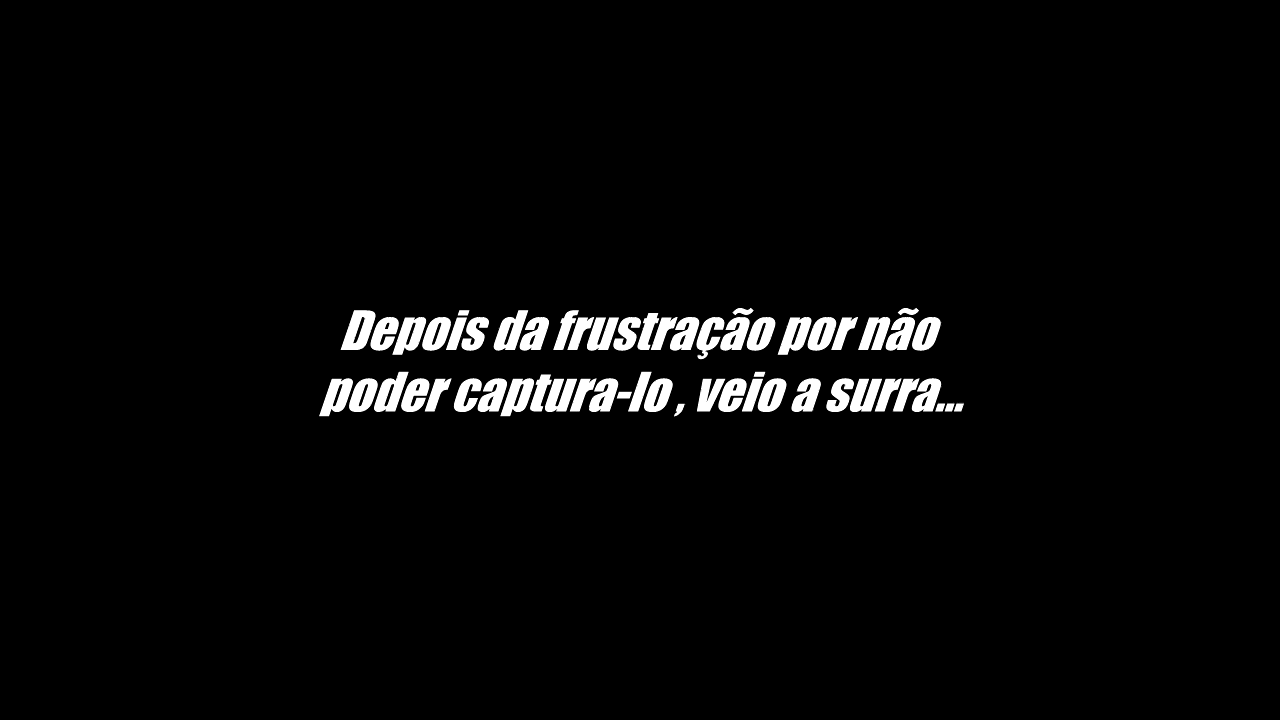 Depois da frustração por não
poder captura-lo , veio a surra...